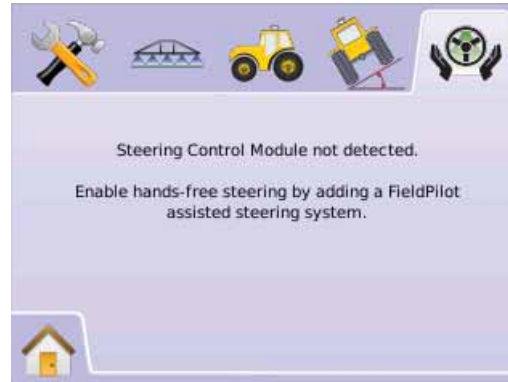 Steering Control Module not detected.
Enable hands-free steering by adding a FieldPilot
assisted steering system.